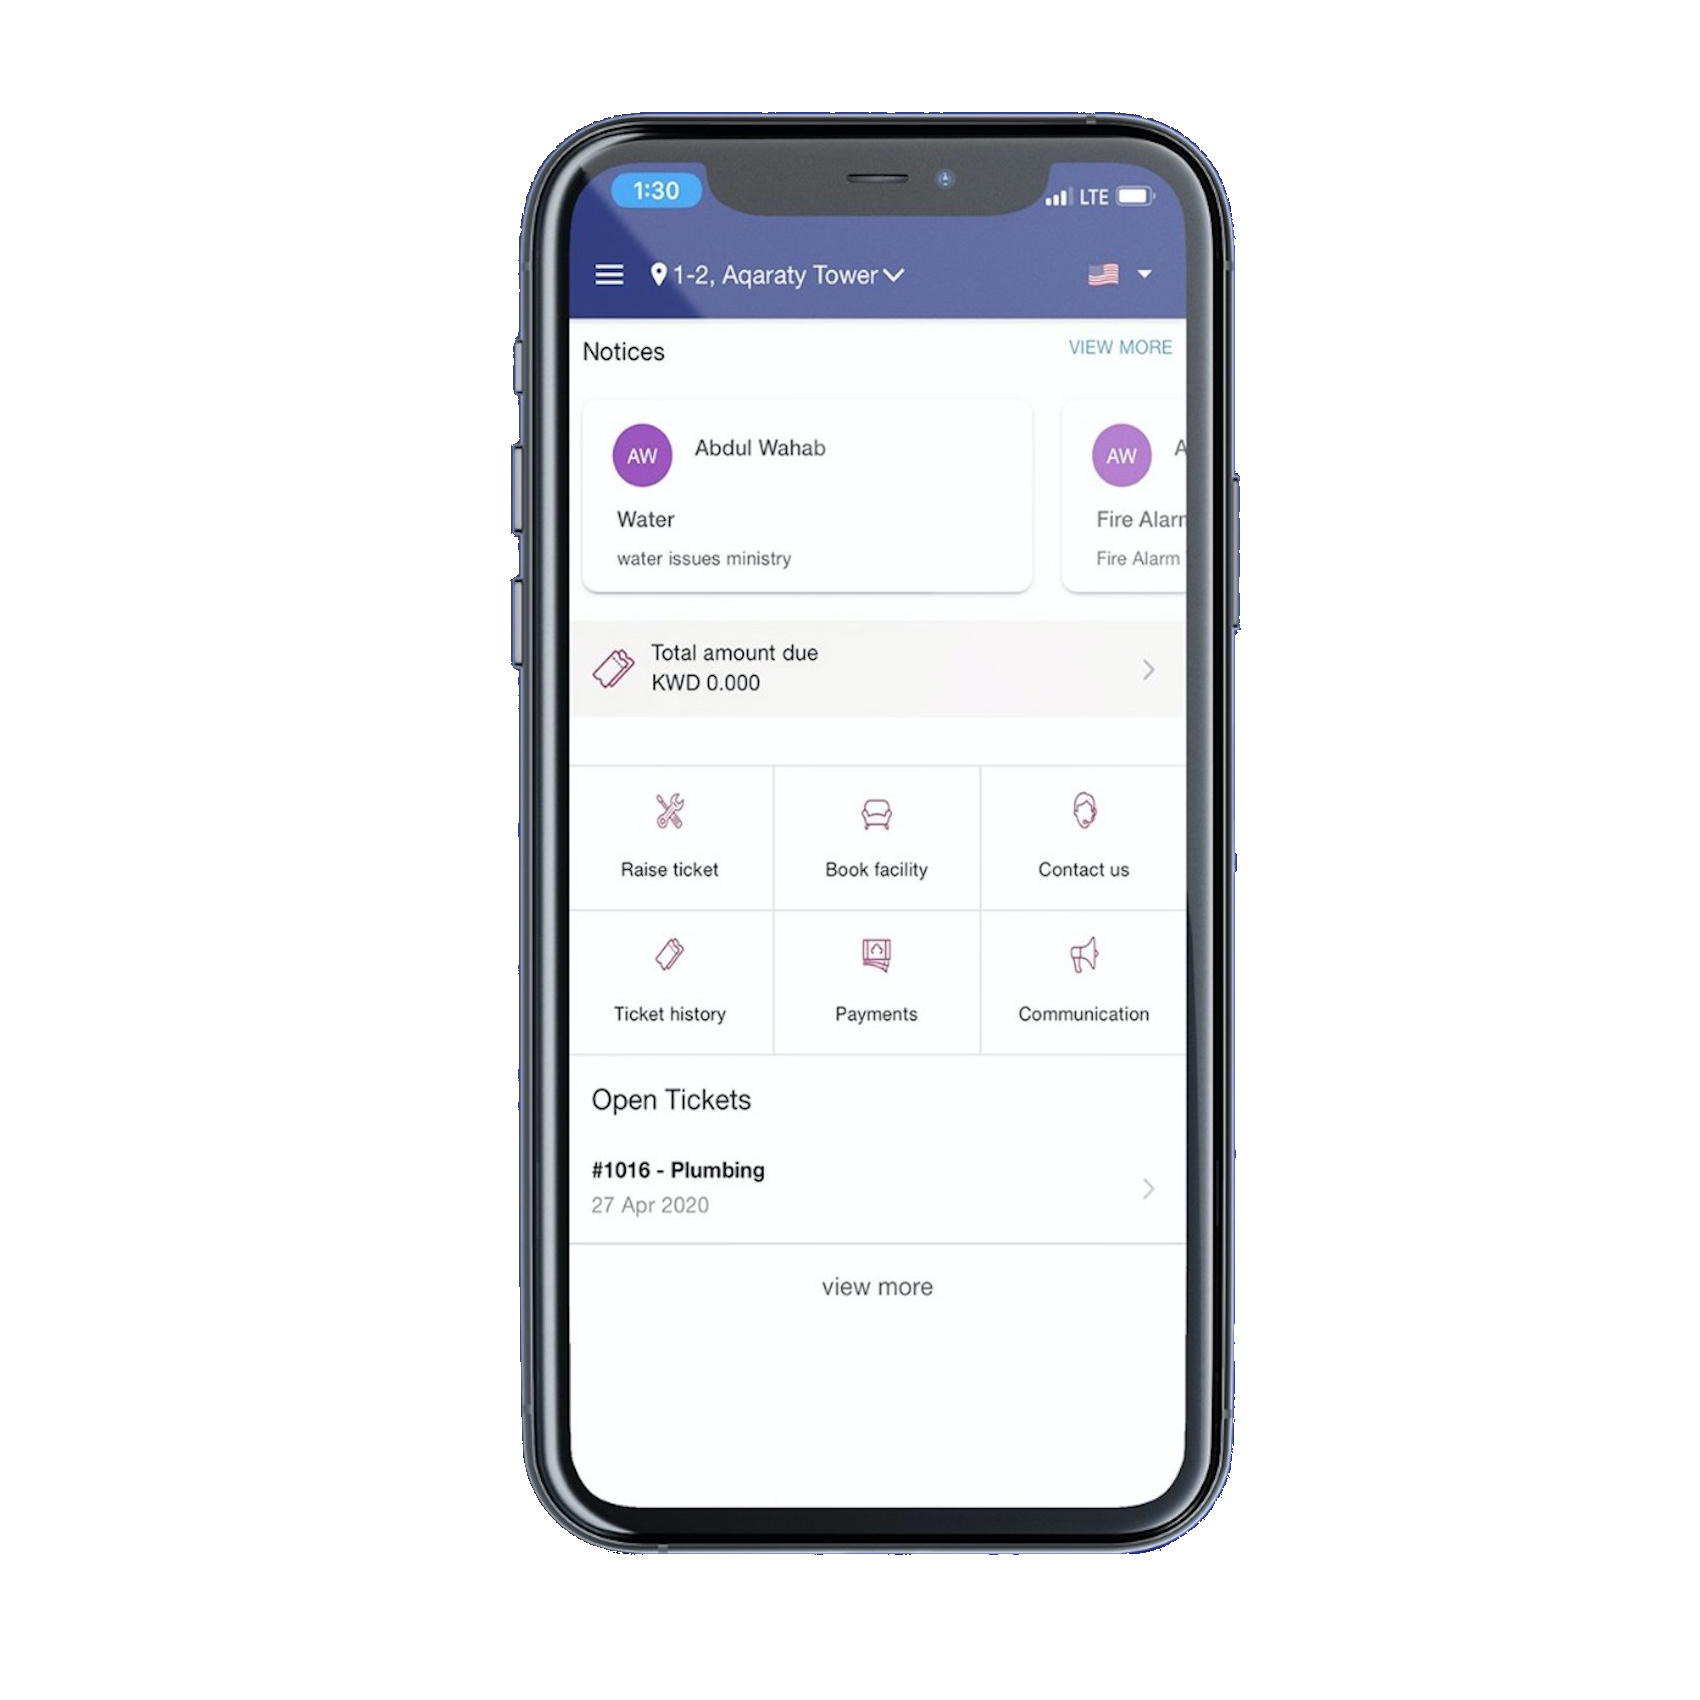 1:30
LTE
1-2, Aqaraty Tower
Notices
VIEW MORE
AW
Abdul Wahab
Water
water issues ministry
AW
A
Fire Alarm
Fire Alarm
Total amount due
KWD 0.000
Raise ticket
Book facility
Contact us
Ticket history
Payments
Communication
Open Tickets
#1016 - Plumbing
27 Apr 2020
view more